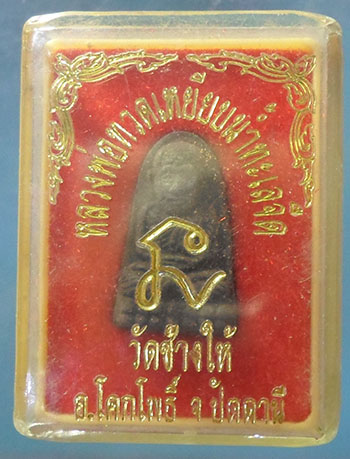 หลวงพ่อทวดเหยียบน้ำทะเลจืด
วัดช้างให้
อ.โคกโพธิ์ จ.ปัตตานี